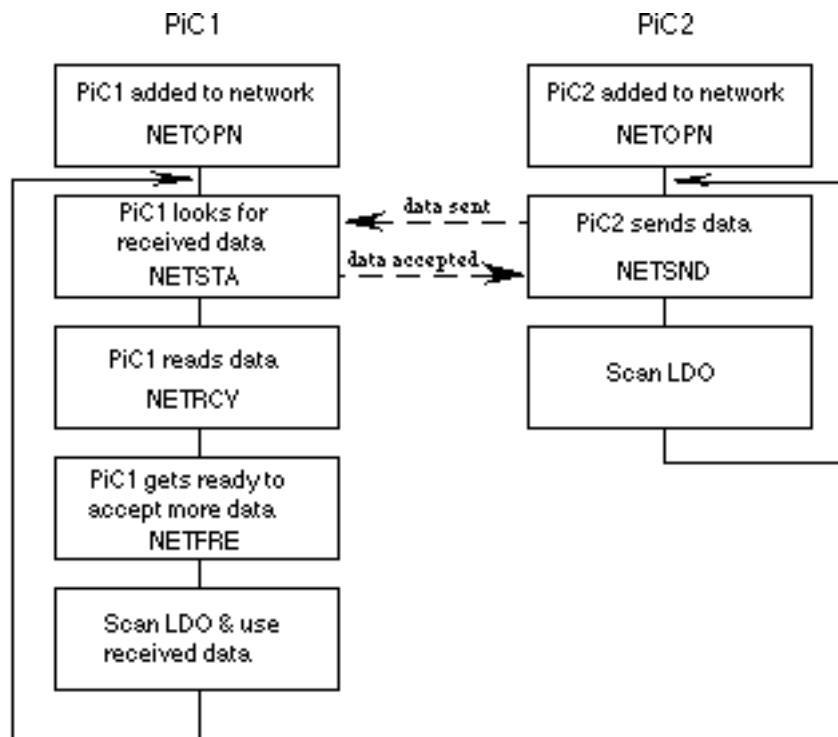 PiC1
PiC2
PiC1 added to network
NETOPN
PiC2 added to network
NETOPN
PiC1 looks for
received data
NETSTA
data sent
data accepted
PiC2 sends data
NETSND
PiC1 reads data
NETRCY
Scan LDO
PiC1 gets ready to
accept more data
NETFRE
Scan LDO & use
received data